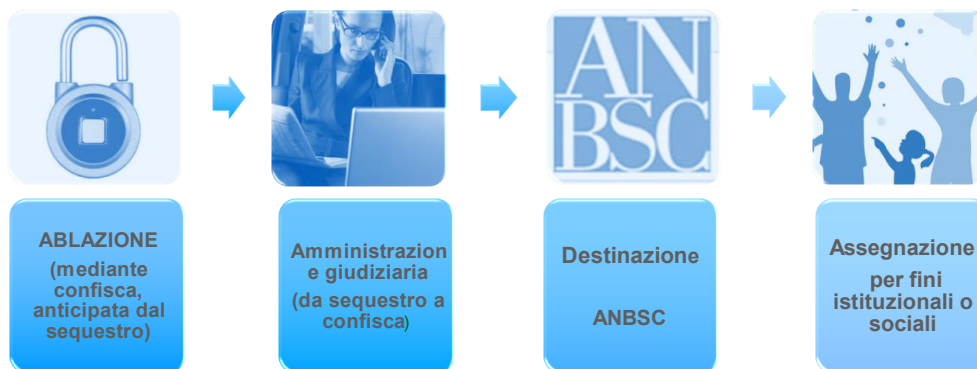 AN
BSC
ABLAZIONE
(mediante
confisca,
anticipata dal
sequestro)
Amministrazion
e giudiziaria
(da sequestro a
confisca)
Destinazione
ANBSC
Assegnazione
per fini
istituzionali o
sociali